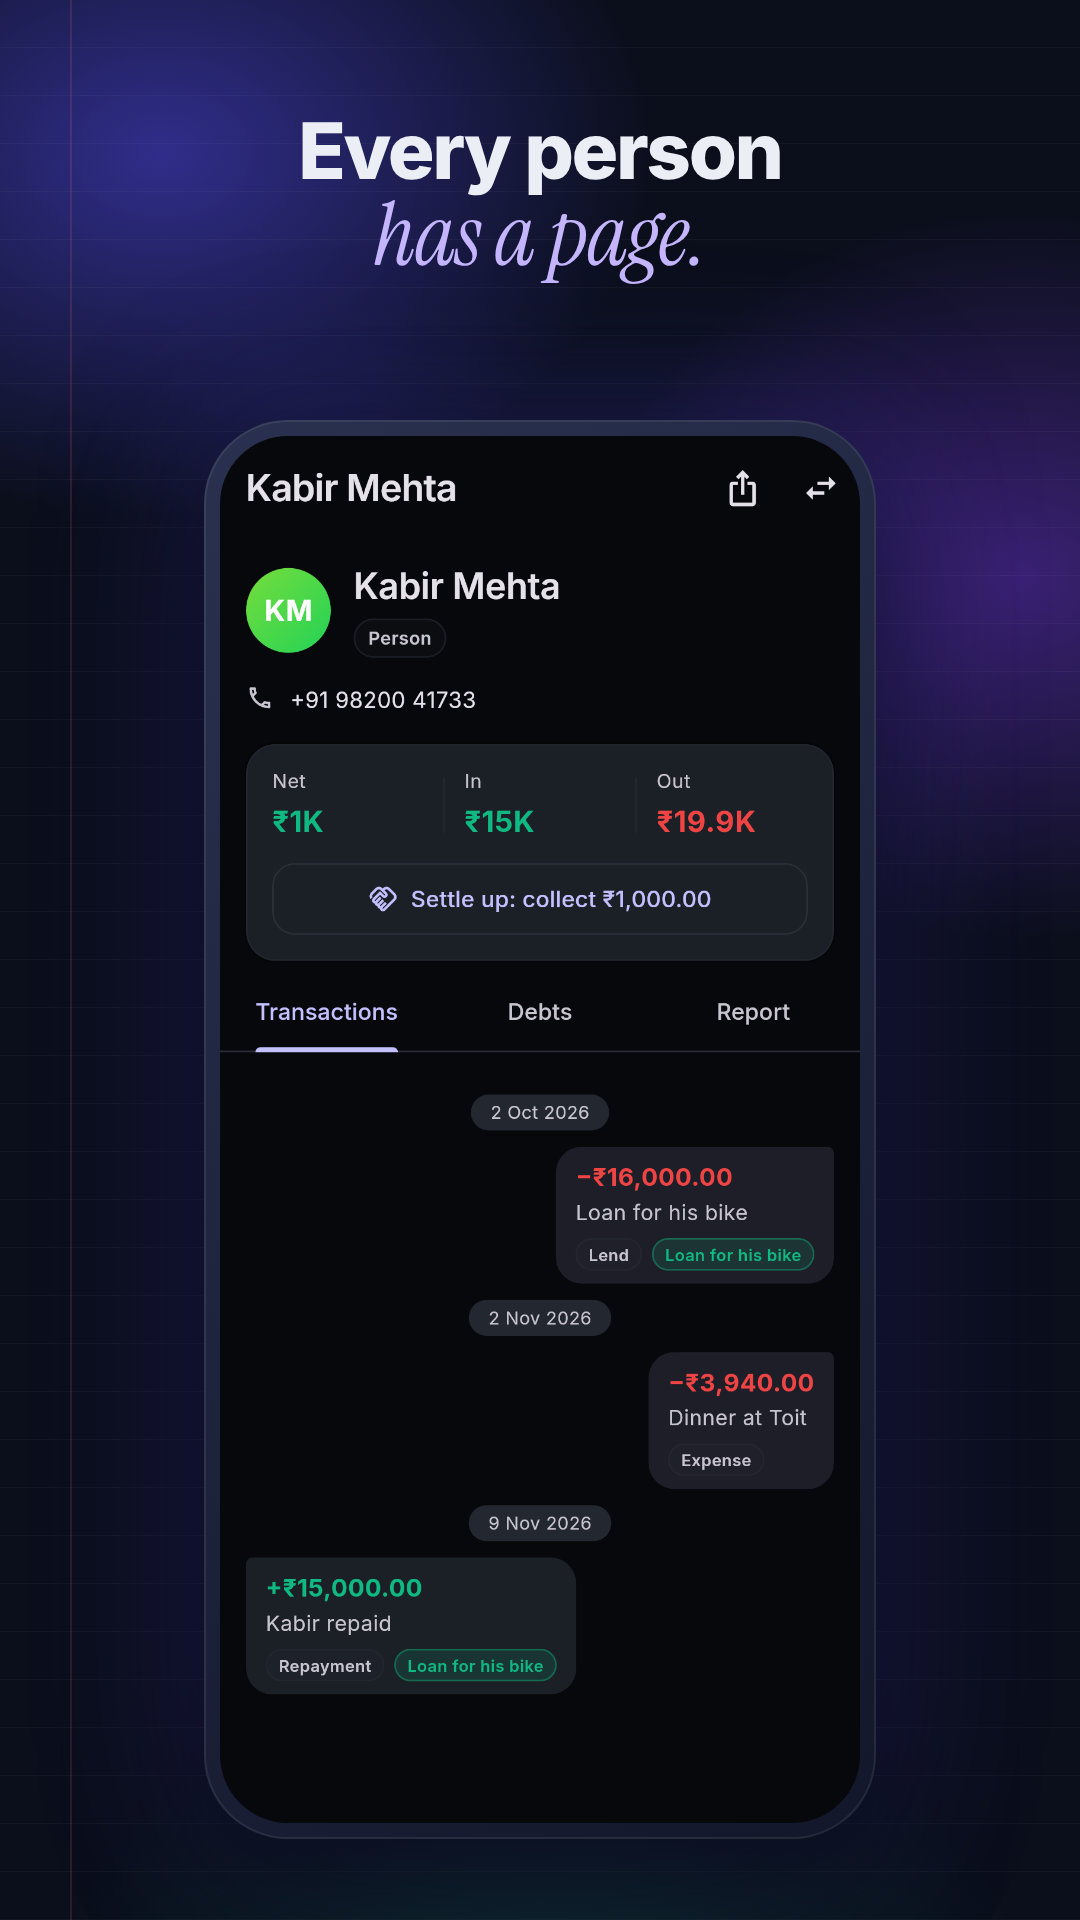 Every person
has a page.
Kabir Mehta
KM
Kabir Mehta
Person
+91 98200 41733
Net In Out
₹1K ₹15K ₹19.9K
Settle up: collect ₹1,000.00
Transactions Debts Report
2 Oct 2026
−₹16,000.00
Loan for his bike
Lend Loan for his bike
2 Nov 2026
−₹3,940.00
Dinner at Toit
Expense
9 Nov 2026
+₹15,000.00
Kabir repaid
Repayment Loan for his bike